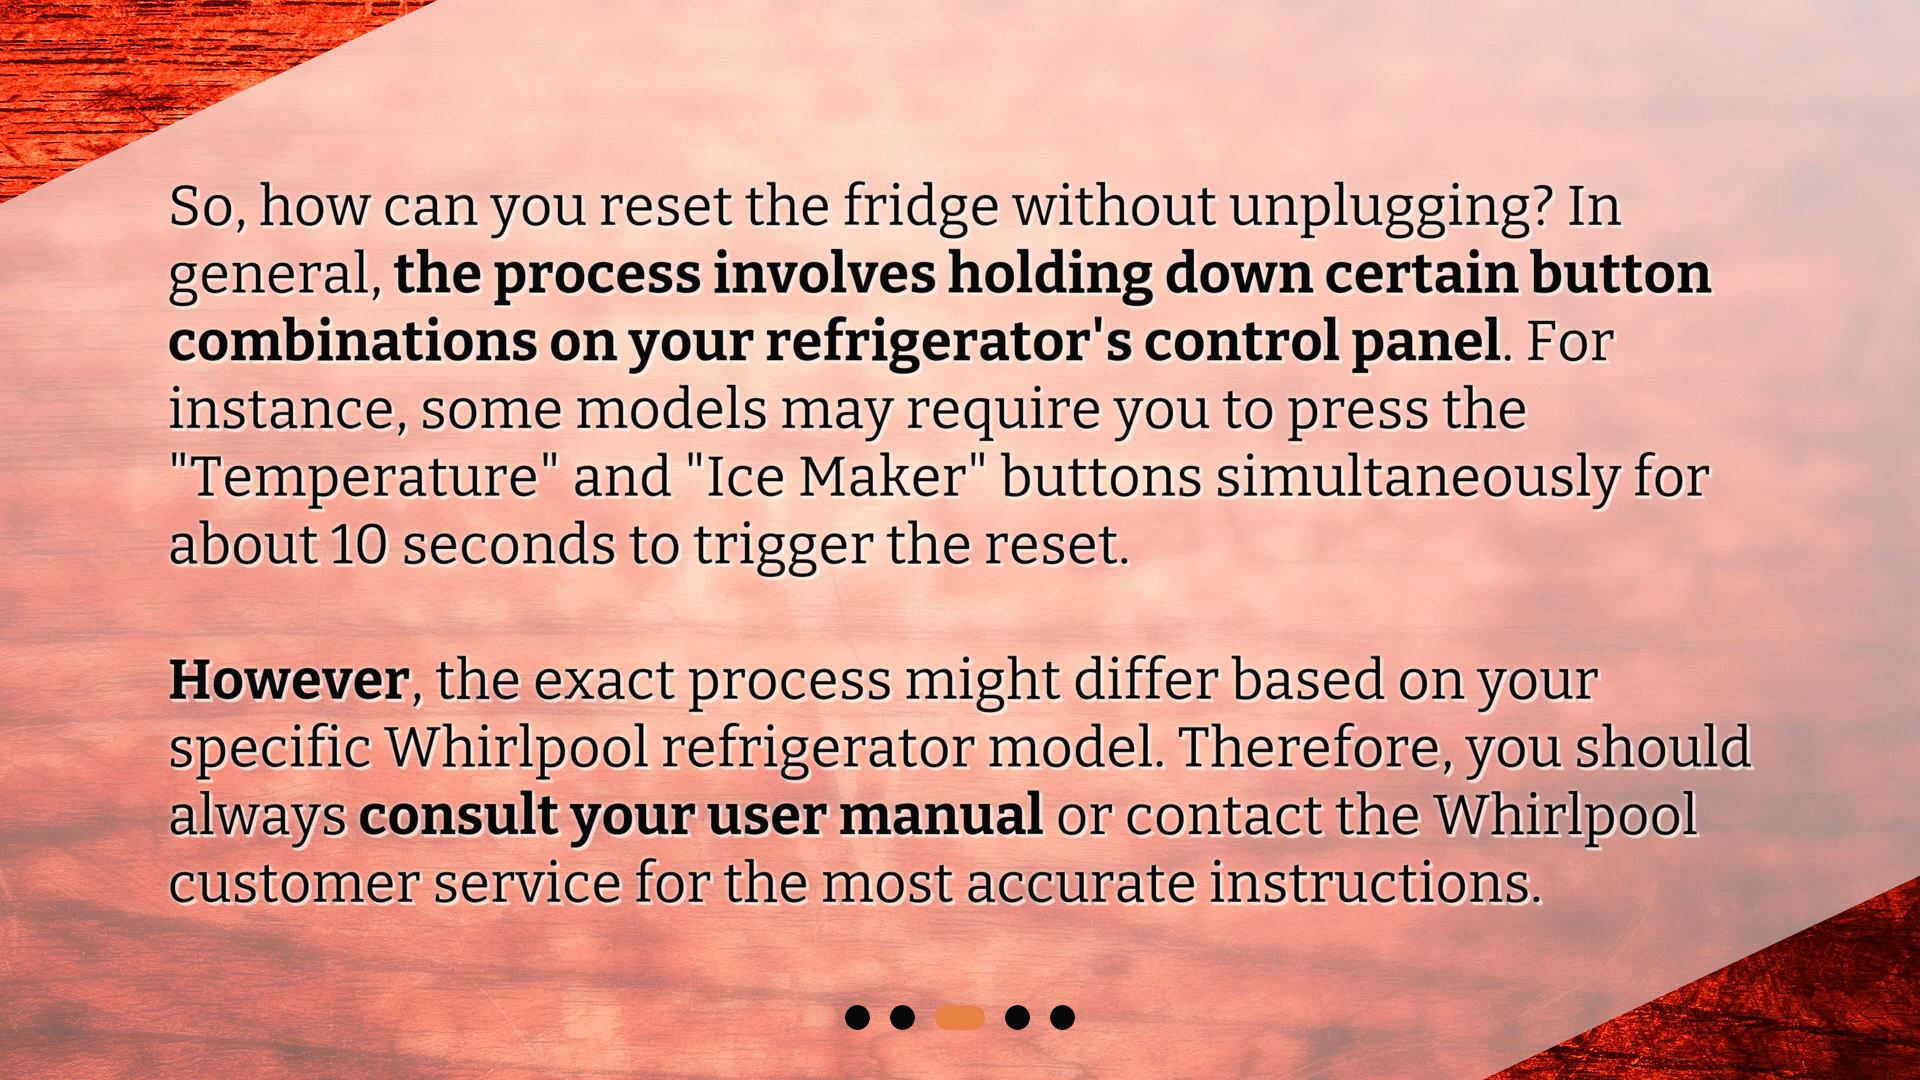 So, how can you reset the fridge without unplugging? In
general, the process involves holding down certain button
combinations on your refrigerator's control panel. For
instance, some models may require you to press the
"Temperature" and "Ice Maker" buttons simultaneously for
about 10 seconds to trigger the reset.
However, the exact process might differ based on your
specific Whirlpool refrigerator model. Therefore, you should
always consult your user manual or contact the Whirlpool
customer service for the most accurate instructions.